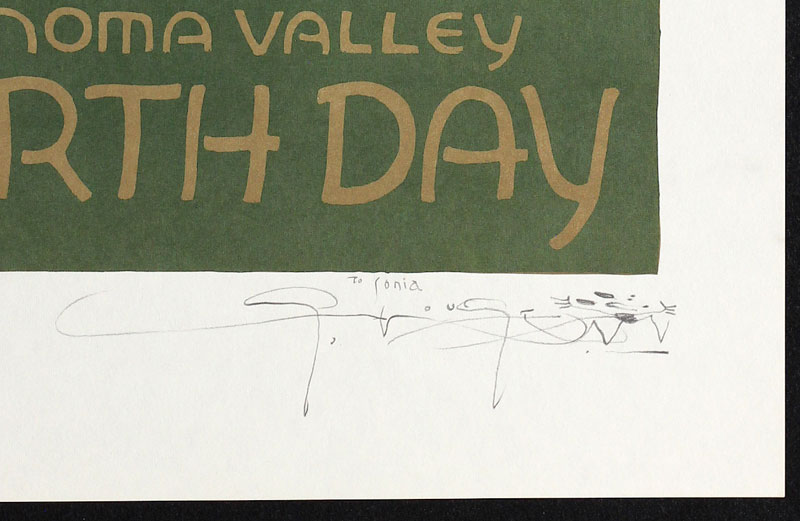 NOMA VALLEY
RTH DAY
To Sonia